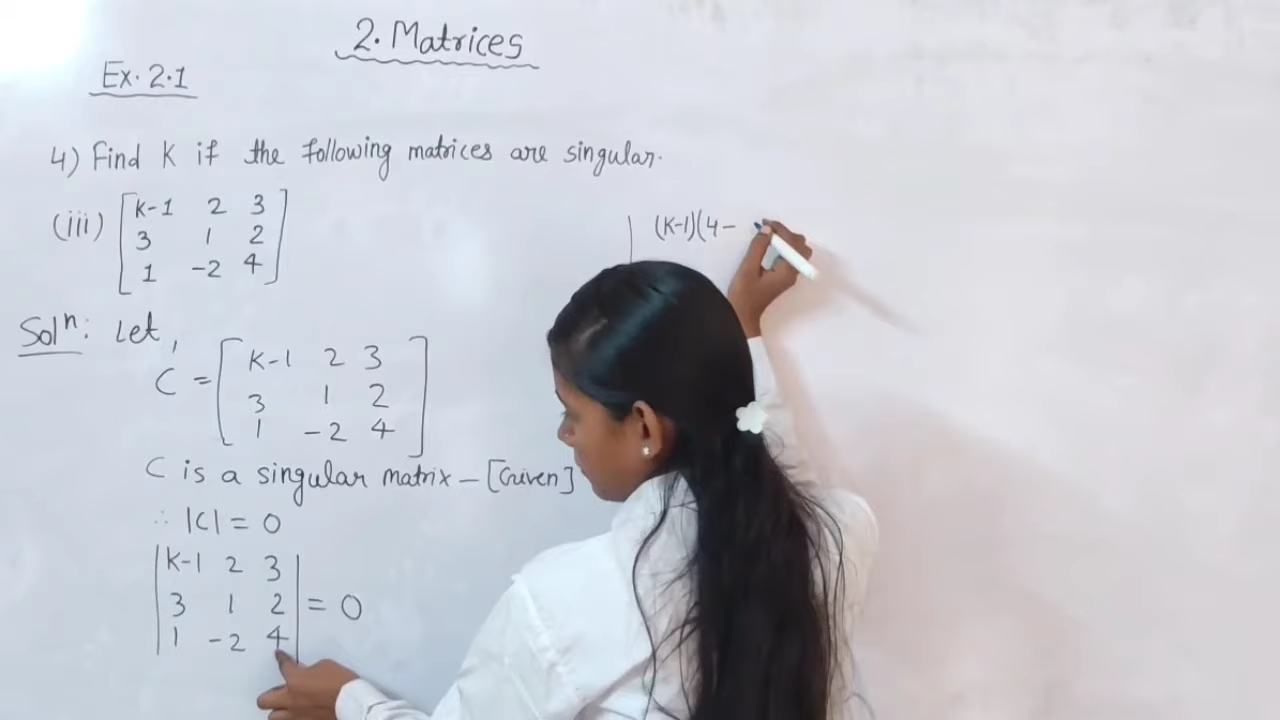 2. Matrices
Ex. 2.1
4) Find K if the following matrices are singular.
(iii) [K-1 2 3
3 1 2
1 -2 4]
Solⁿ: Let,
C = [K-1 2 3
3 1 2
1 -2 4]
C is a singular matrix – [Given]
∴ |C| = 0
|K-1 2 3|
|3 1 2| = 0
|1 -2 4|
(K-1)(4 -